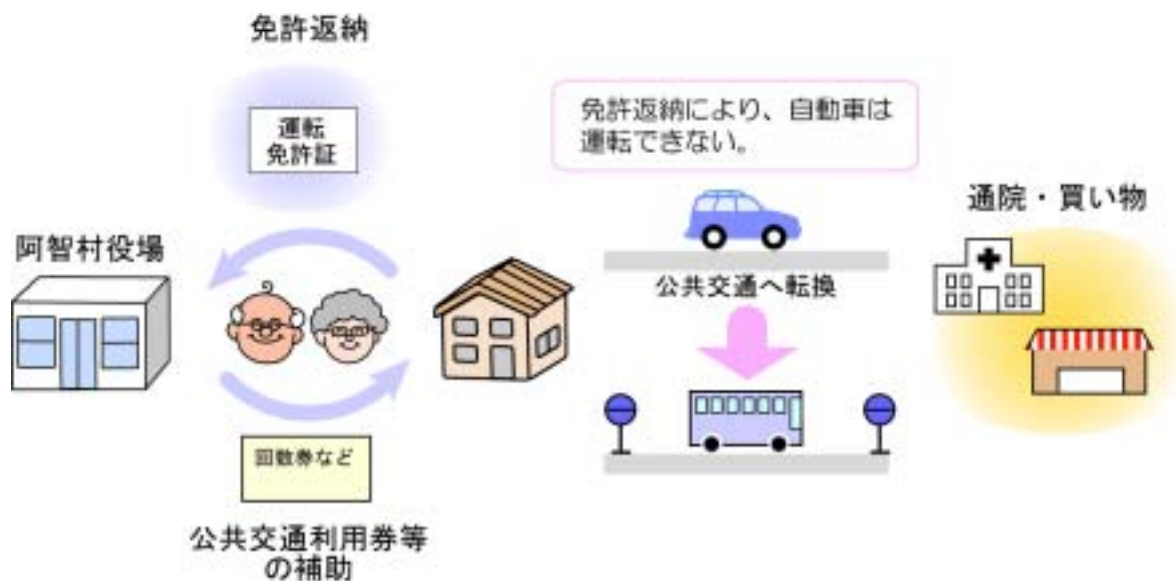 免許返納
運転
免許証
阿智村役場
回数券など
公共交通利用券等
の補助
免許返納により、自動車は
運転できない。
公共交通へ転換
通院・買い物